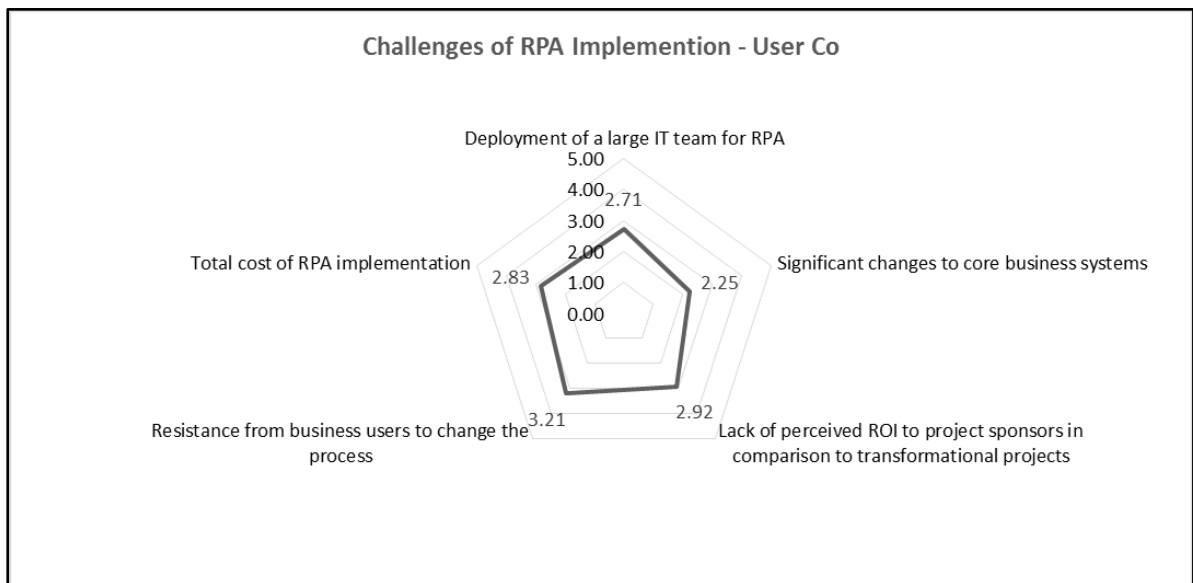 Challenges of RPA Implemention - User Co
Deployment of a large IT team for RPA
5.00
4.00
2.71
3.00
2.00
1.00
0.00
Total cost of RPA implementation
2.83
2.25
Significant changes to core business systems
Resistance from business users to change the
process
3.21
2.92
Lack of perceived ROI to project sponsors in
comparison to transformational projects